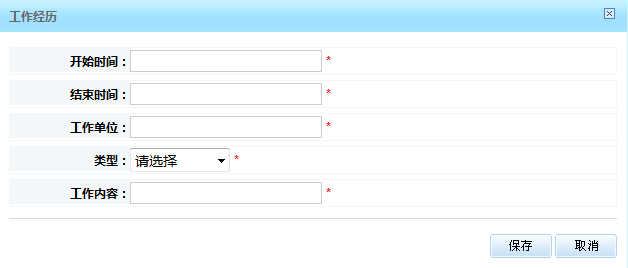 工作经历
开始时间： *
结束时间： *
工作单位： *
类型： 请选择 *
工作内容： *
保存 取消